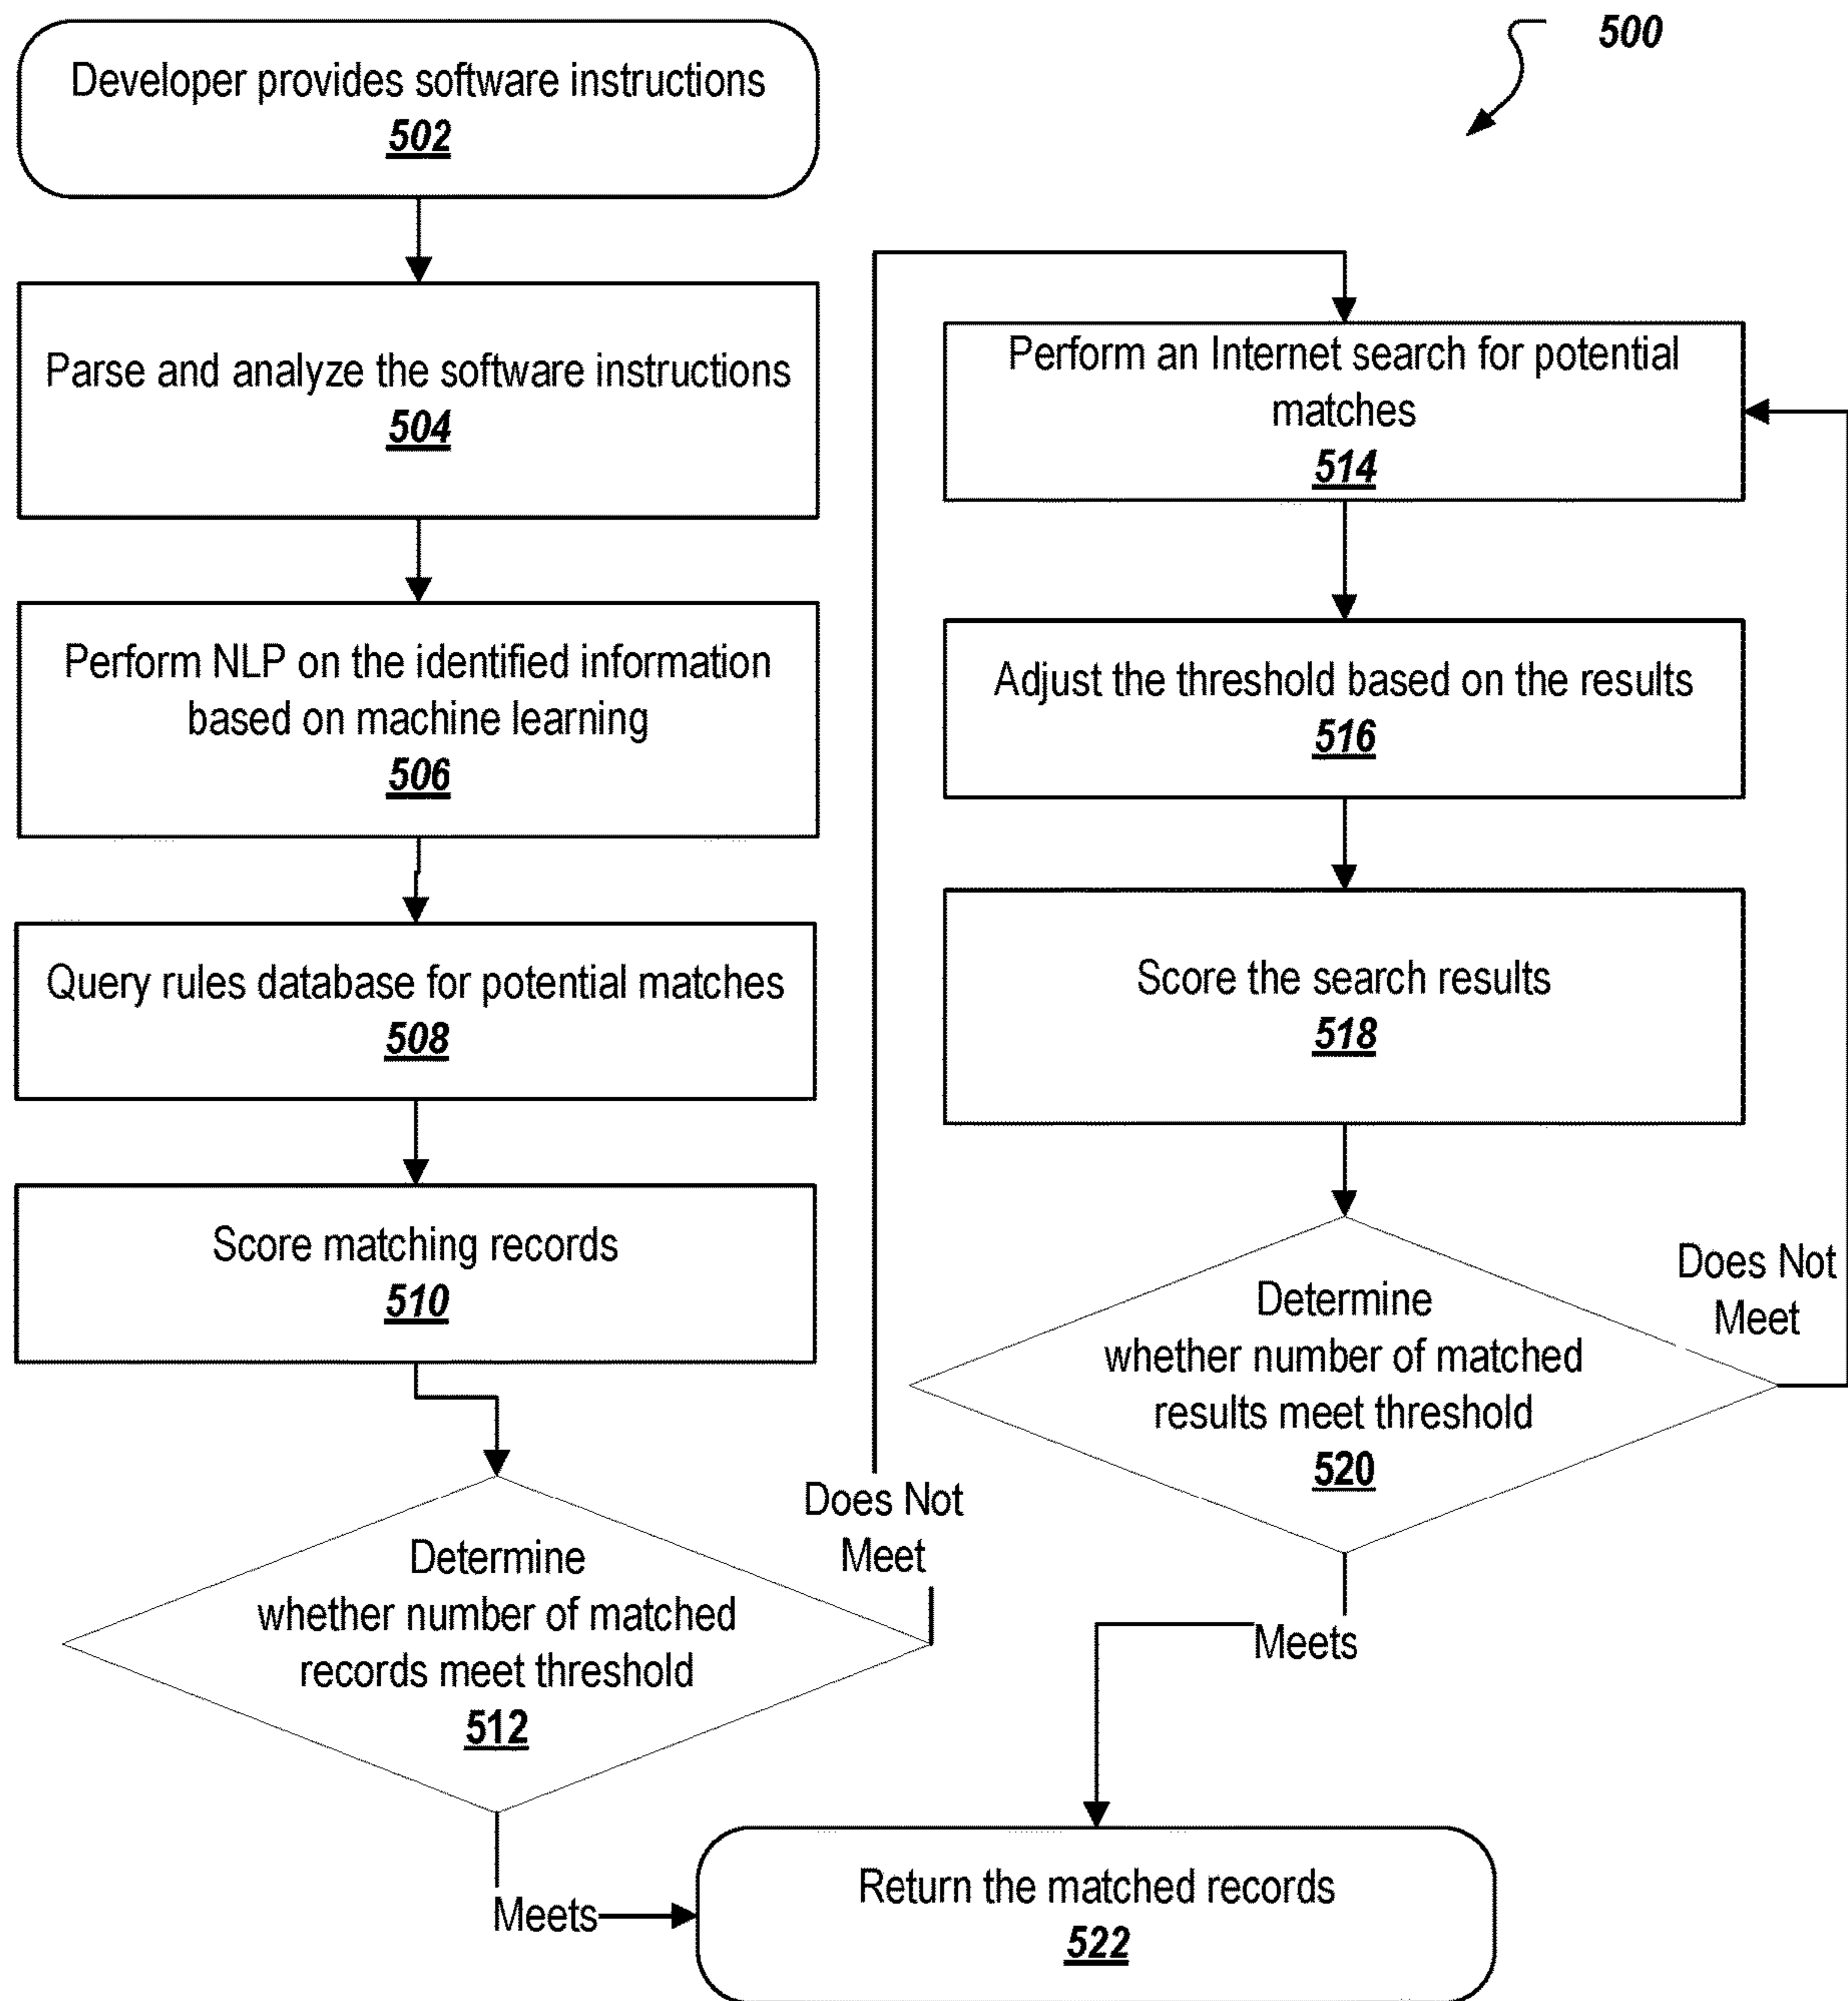 500
Developer provides software instructions
502
Parse and analyze the software instructions
504
Perform NLP on the identified information
based on machine learning
506
Query rules database for potential matches
508
Score matching records
510
Determine
whether number of matched
records meet threshold
512
Does Not
Meet
Meets
Perform an Internet search for potential
matches
514
Adjust the threshold based on the results
516
Score the search results
518
Determine
whether number of matched
results meet threshold
520
Does Not
Meet
Meets
Return the matched records
522